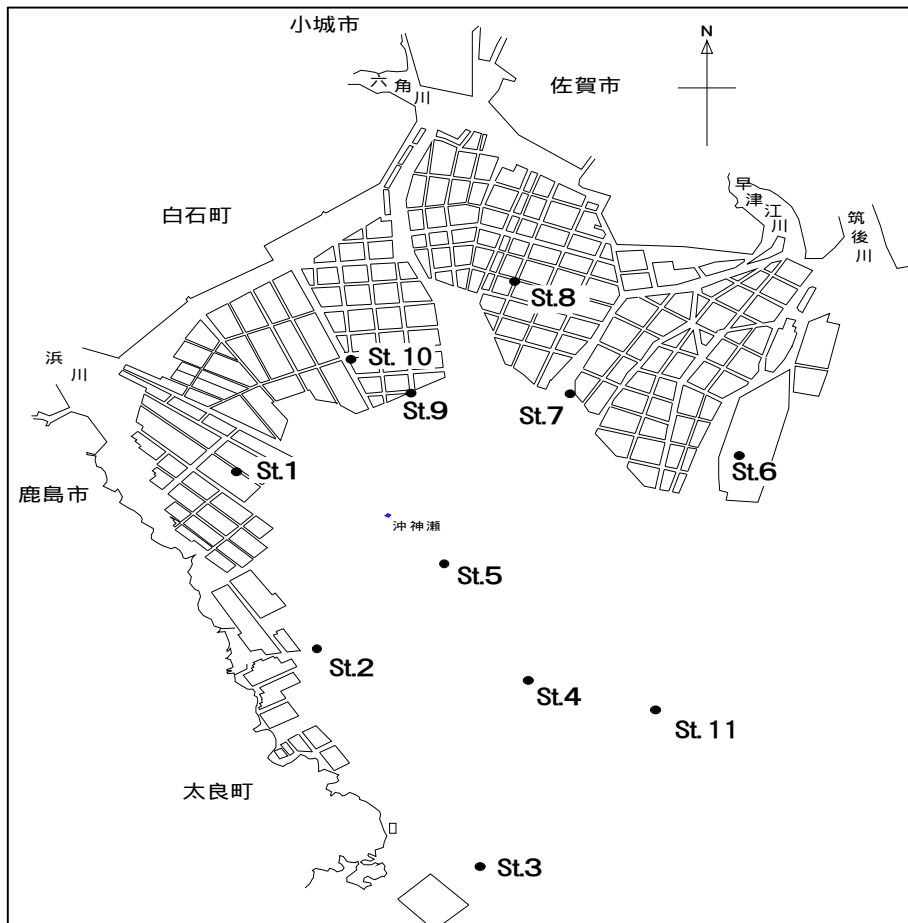 小城市
N
六角川
佐賀市
早津江川
筑後川
白石町
St.8
浜川
St. 10
St.9
St.7
St.6
St.1
鹿島市
沖神瀬
St.5
St.2
St.4
St. 11
太良町
St.3